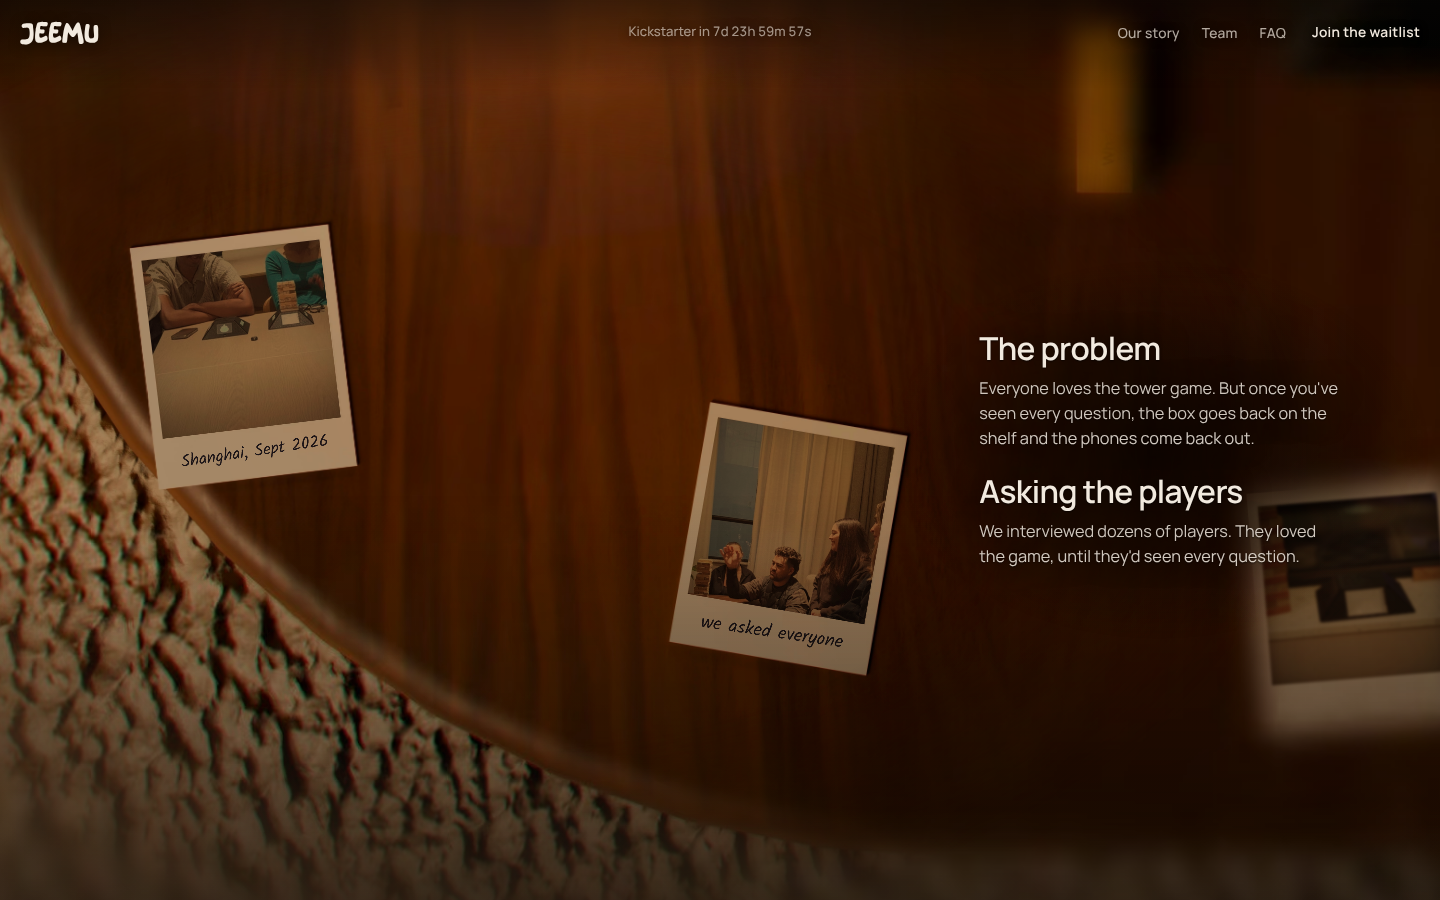 JEEMU
Kickstarter in 7d 23h 59m 57s
Our story
Team
FAQ
Join the waitlist
Shanghai, Sept 2026
we asked everyone
The problem
Everyone loves the tower game. But once you've
seen every question, the box goes back on the
shelf and the phones come back out.
Asking the players
We interviewed dozens of players. They loved
the game, until they'd seen every question.